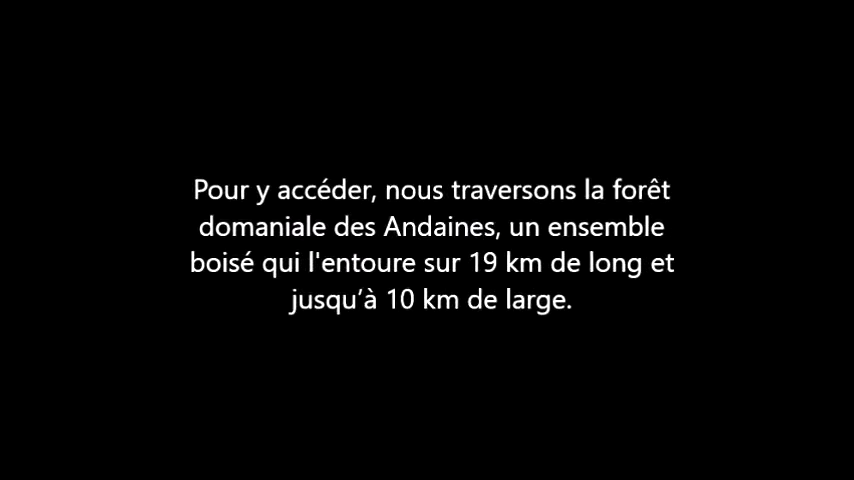 Pour y accéder, nous traversons la forêt
domaniale des Andaines, un ensemble
boisé qui l'entoure sur 19 km de long et
jusqu’à 10 km de large.